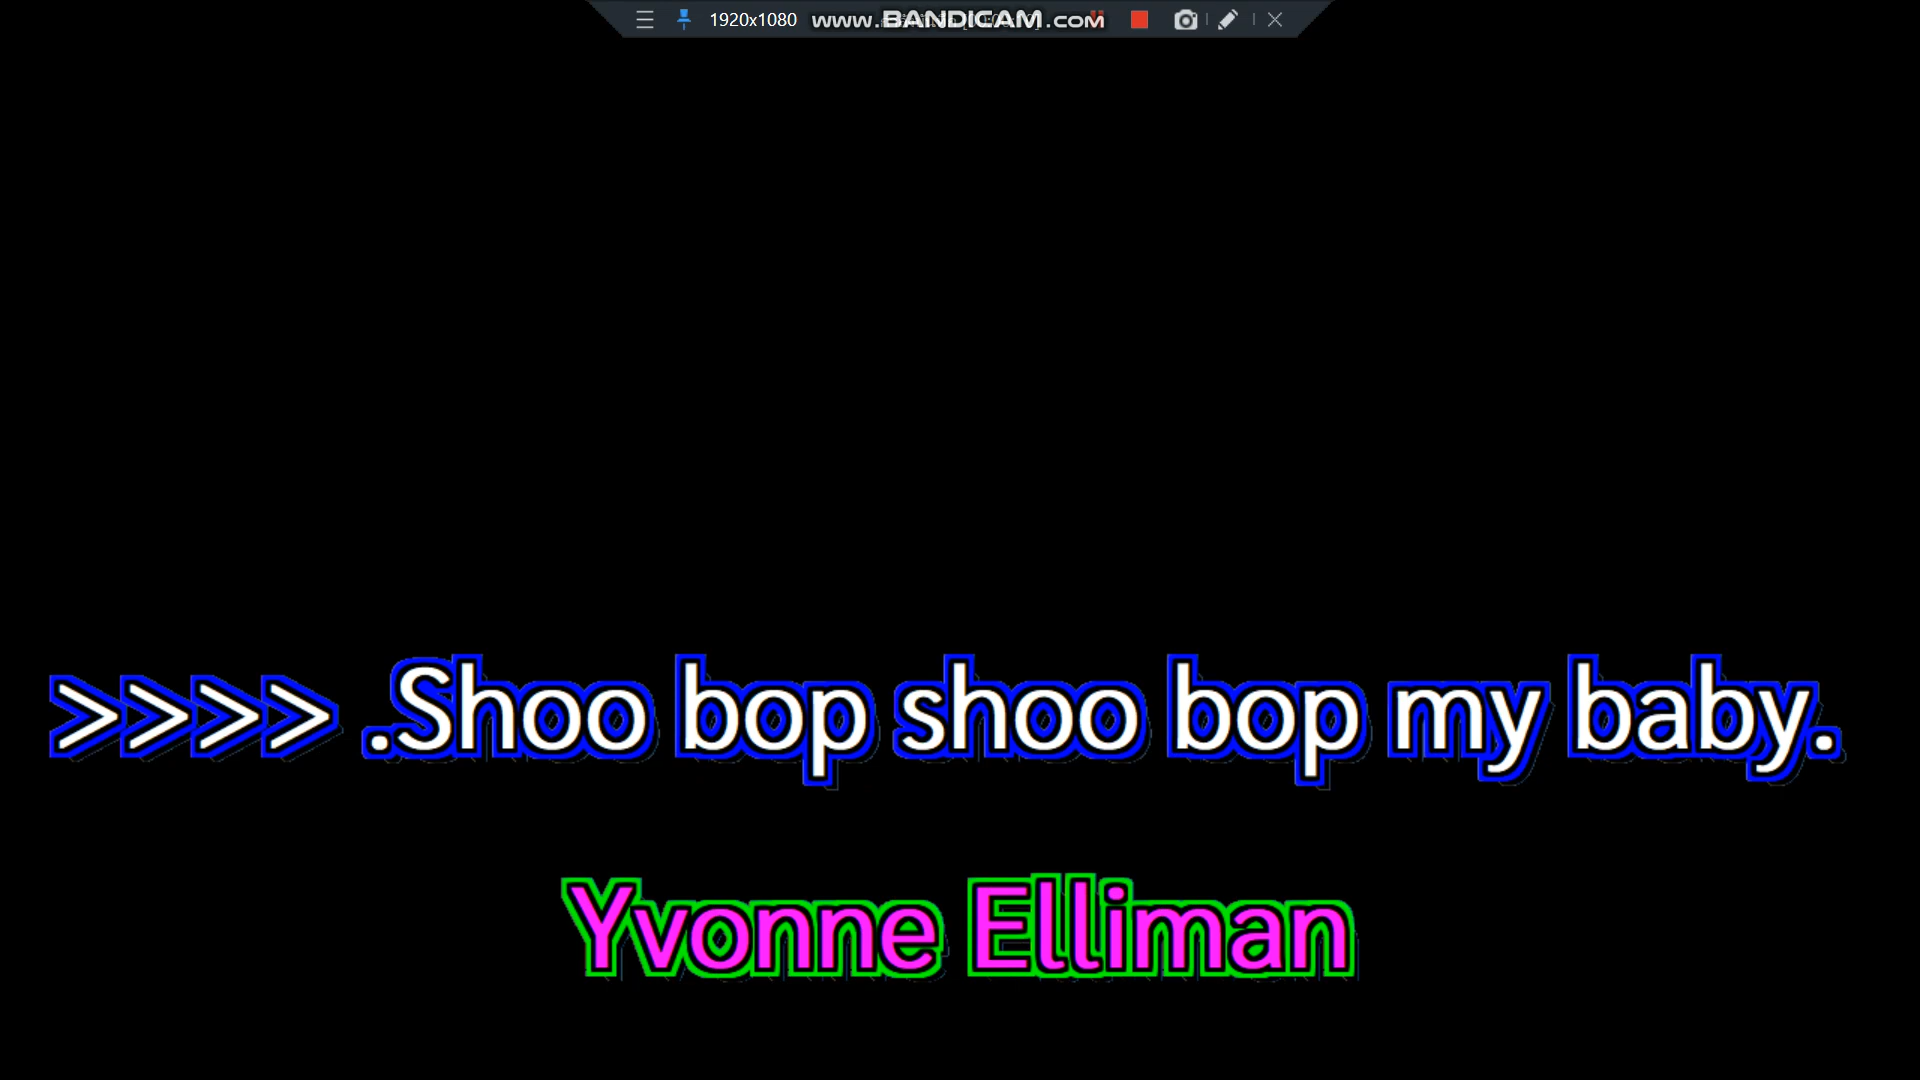 1920x1080 www.BANDICAM.com
>>>> .Shoo bop shoo bop my baby.
Yvonne Elliman